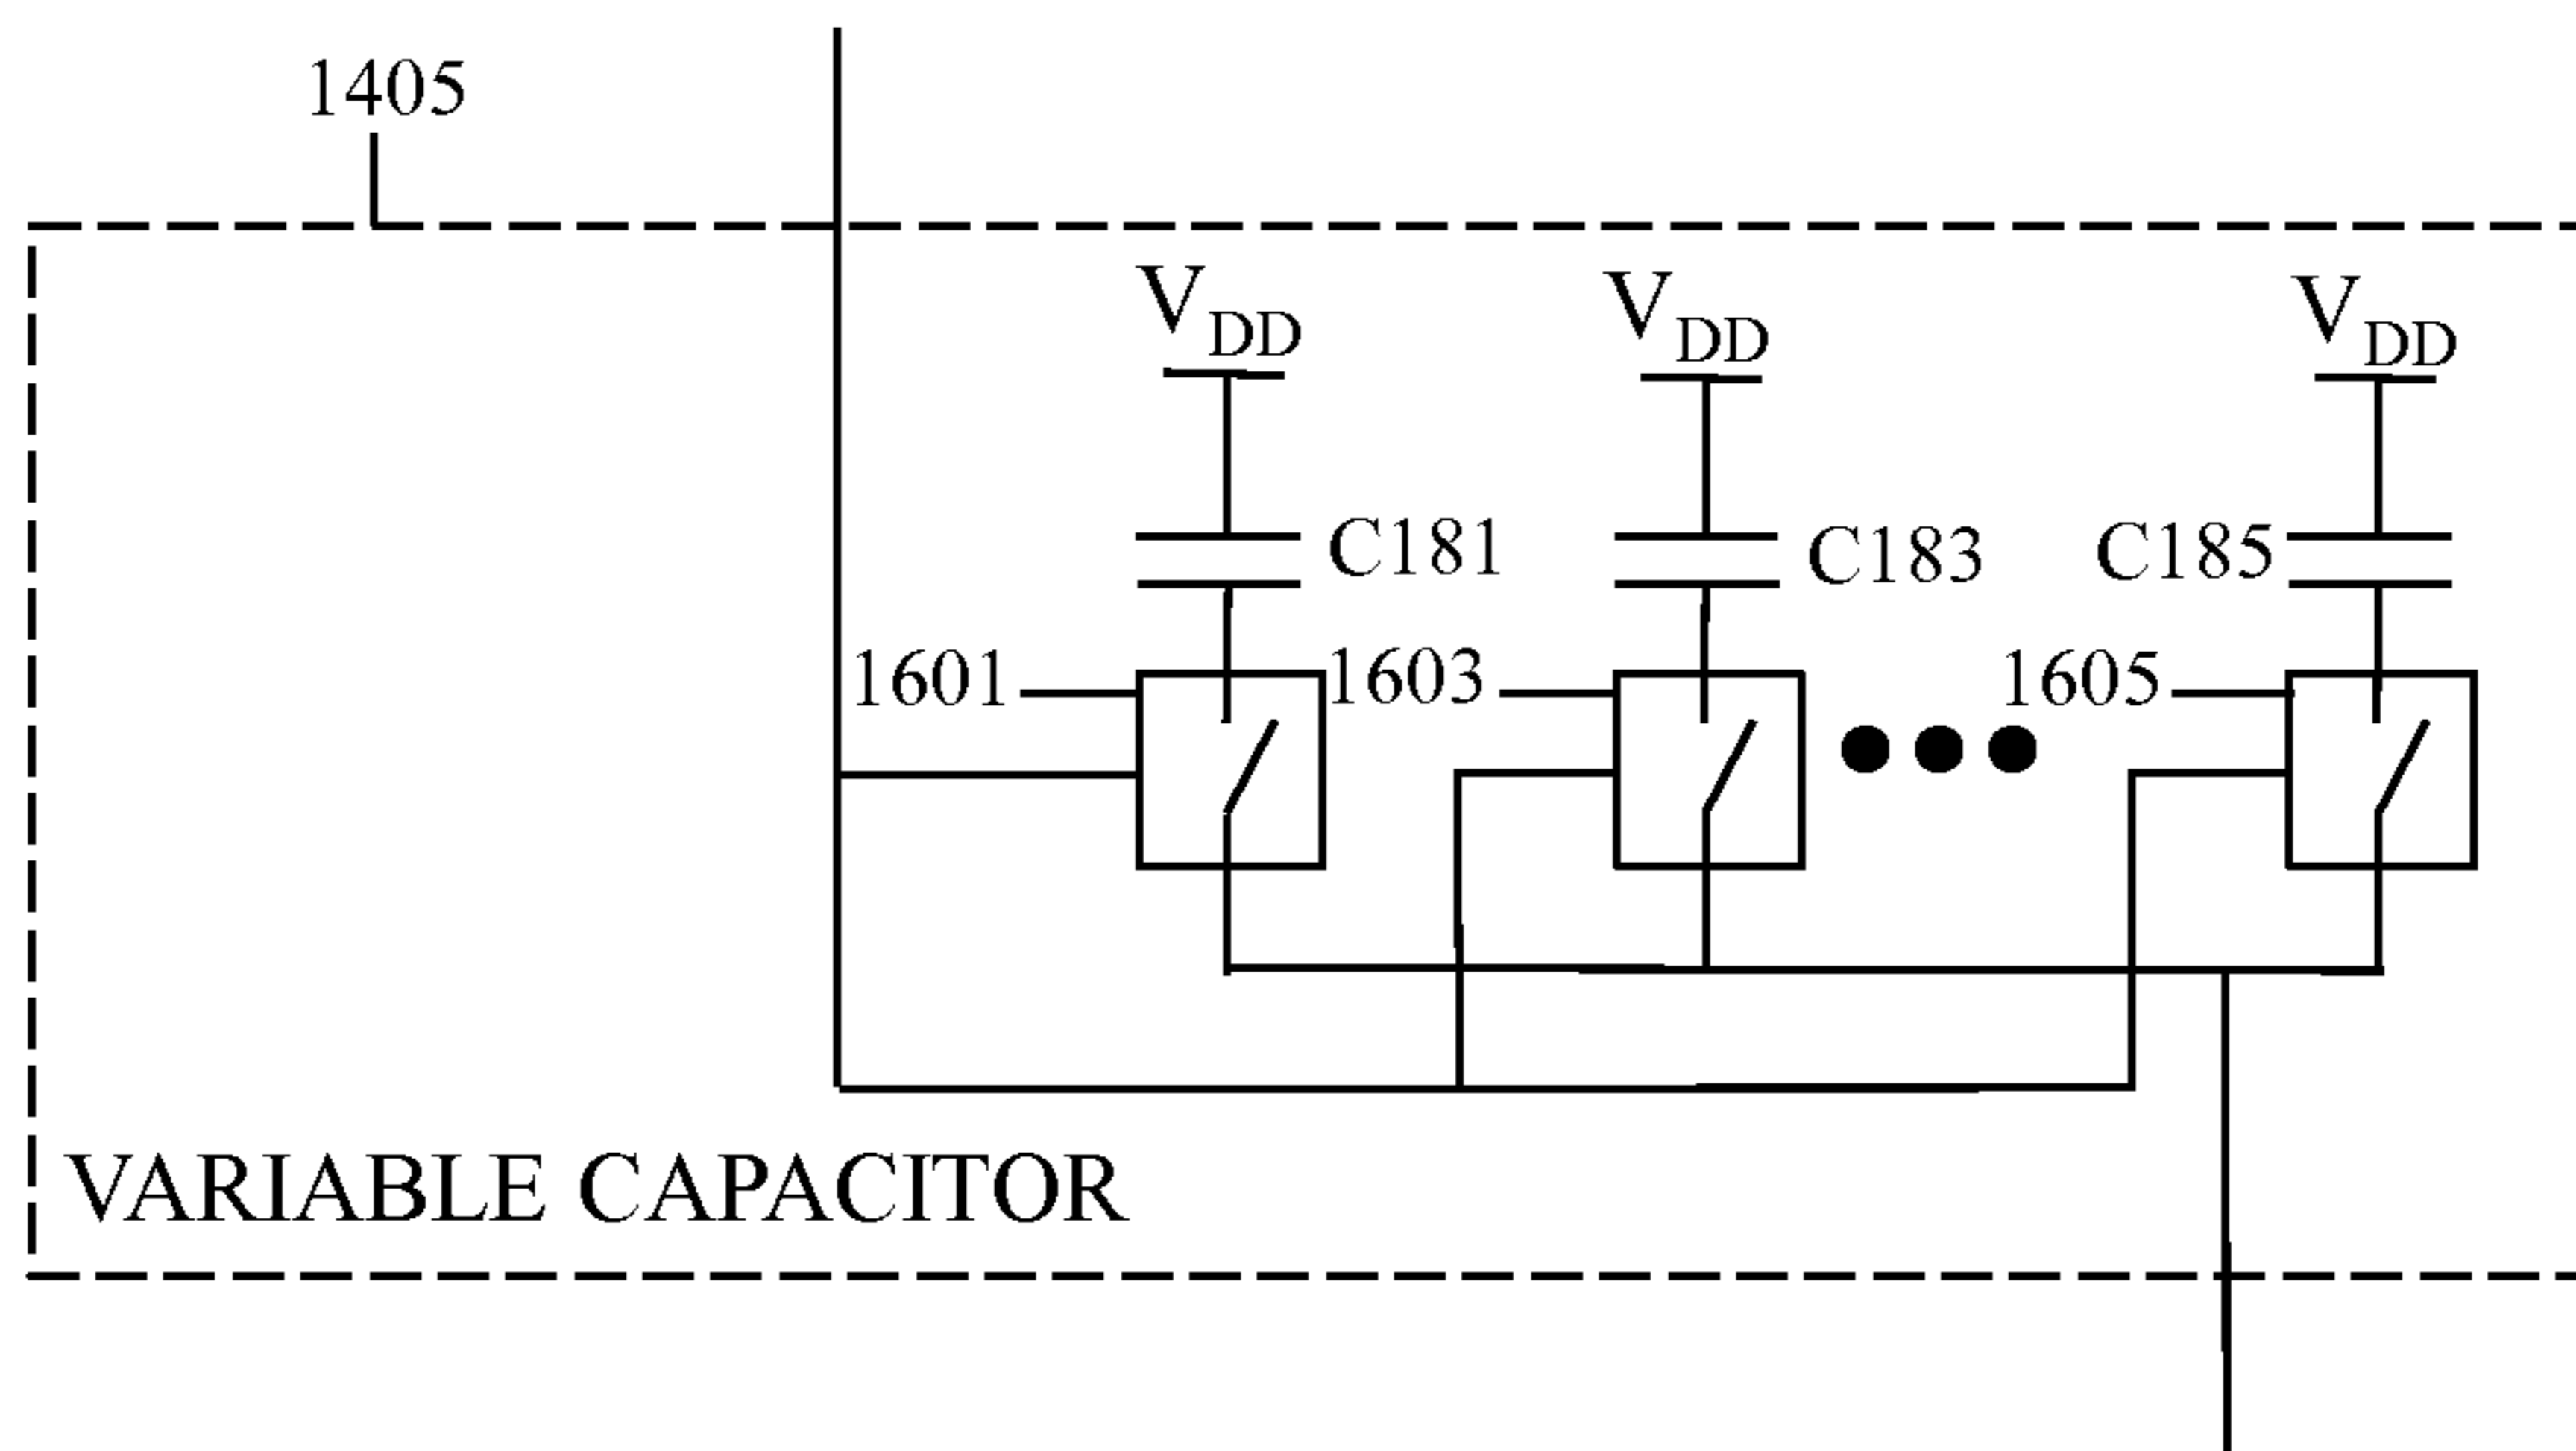 1405
VDD
VDD
VDD
C181
C183
C185
1601
1603
1605
VARIABLE CAPACITOR